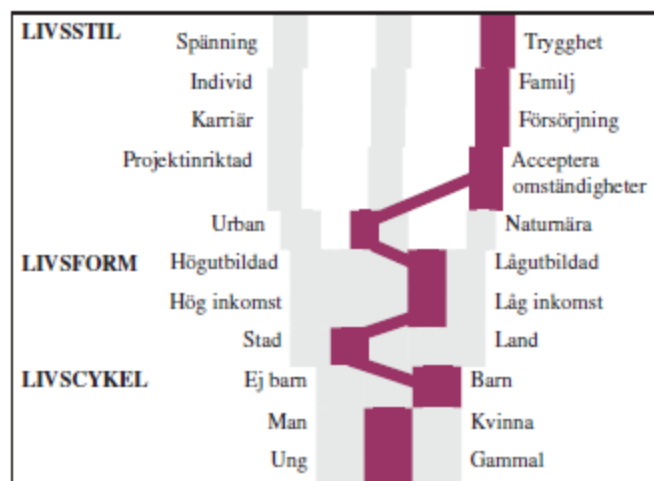 LIVSSTIL
Spänning Trygghet
Individ Familj
Karriär Försörjning
Projektinriktad Acceptera
omständigheter
Urban Naturnära
LIVSFORM Högutbildad Lågutbildad
Hög inkomst Låg inkomst
Stad Land
LIVSCYKEL Ej barn Barn
Man Kvinna
Ung Gammal